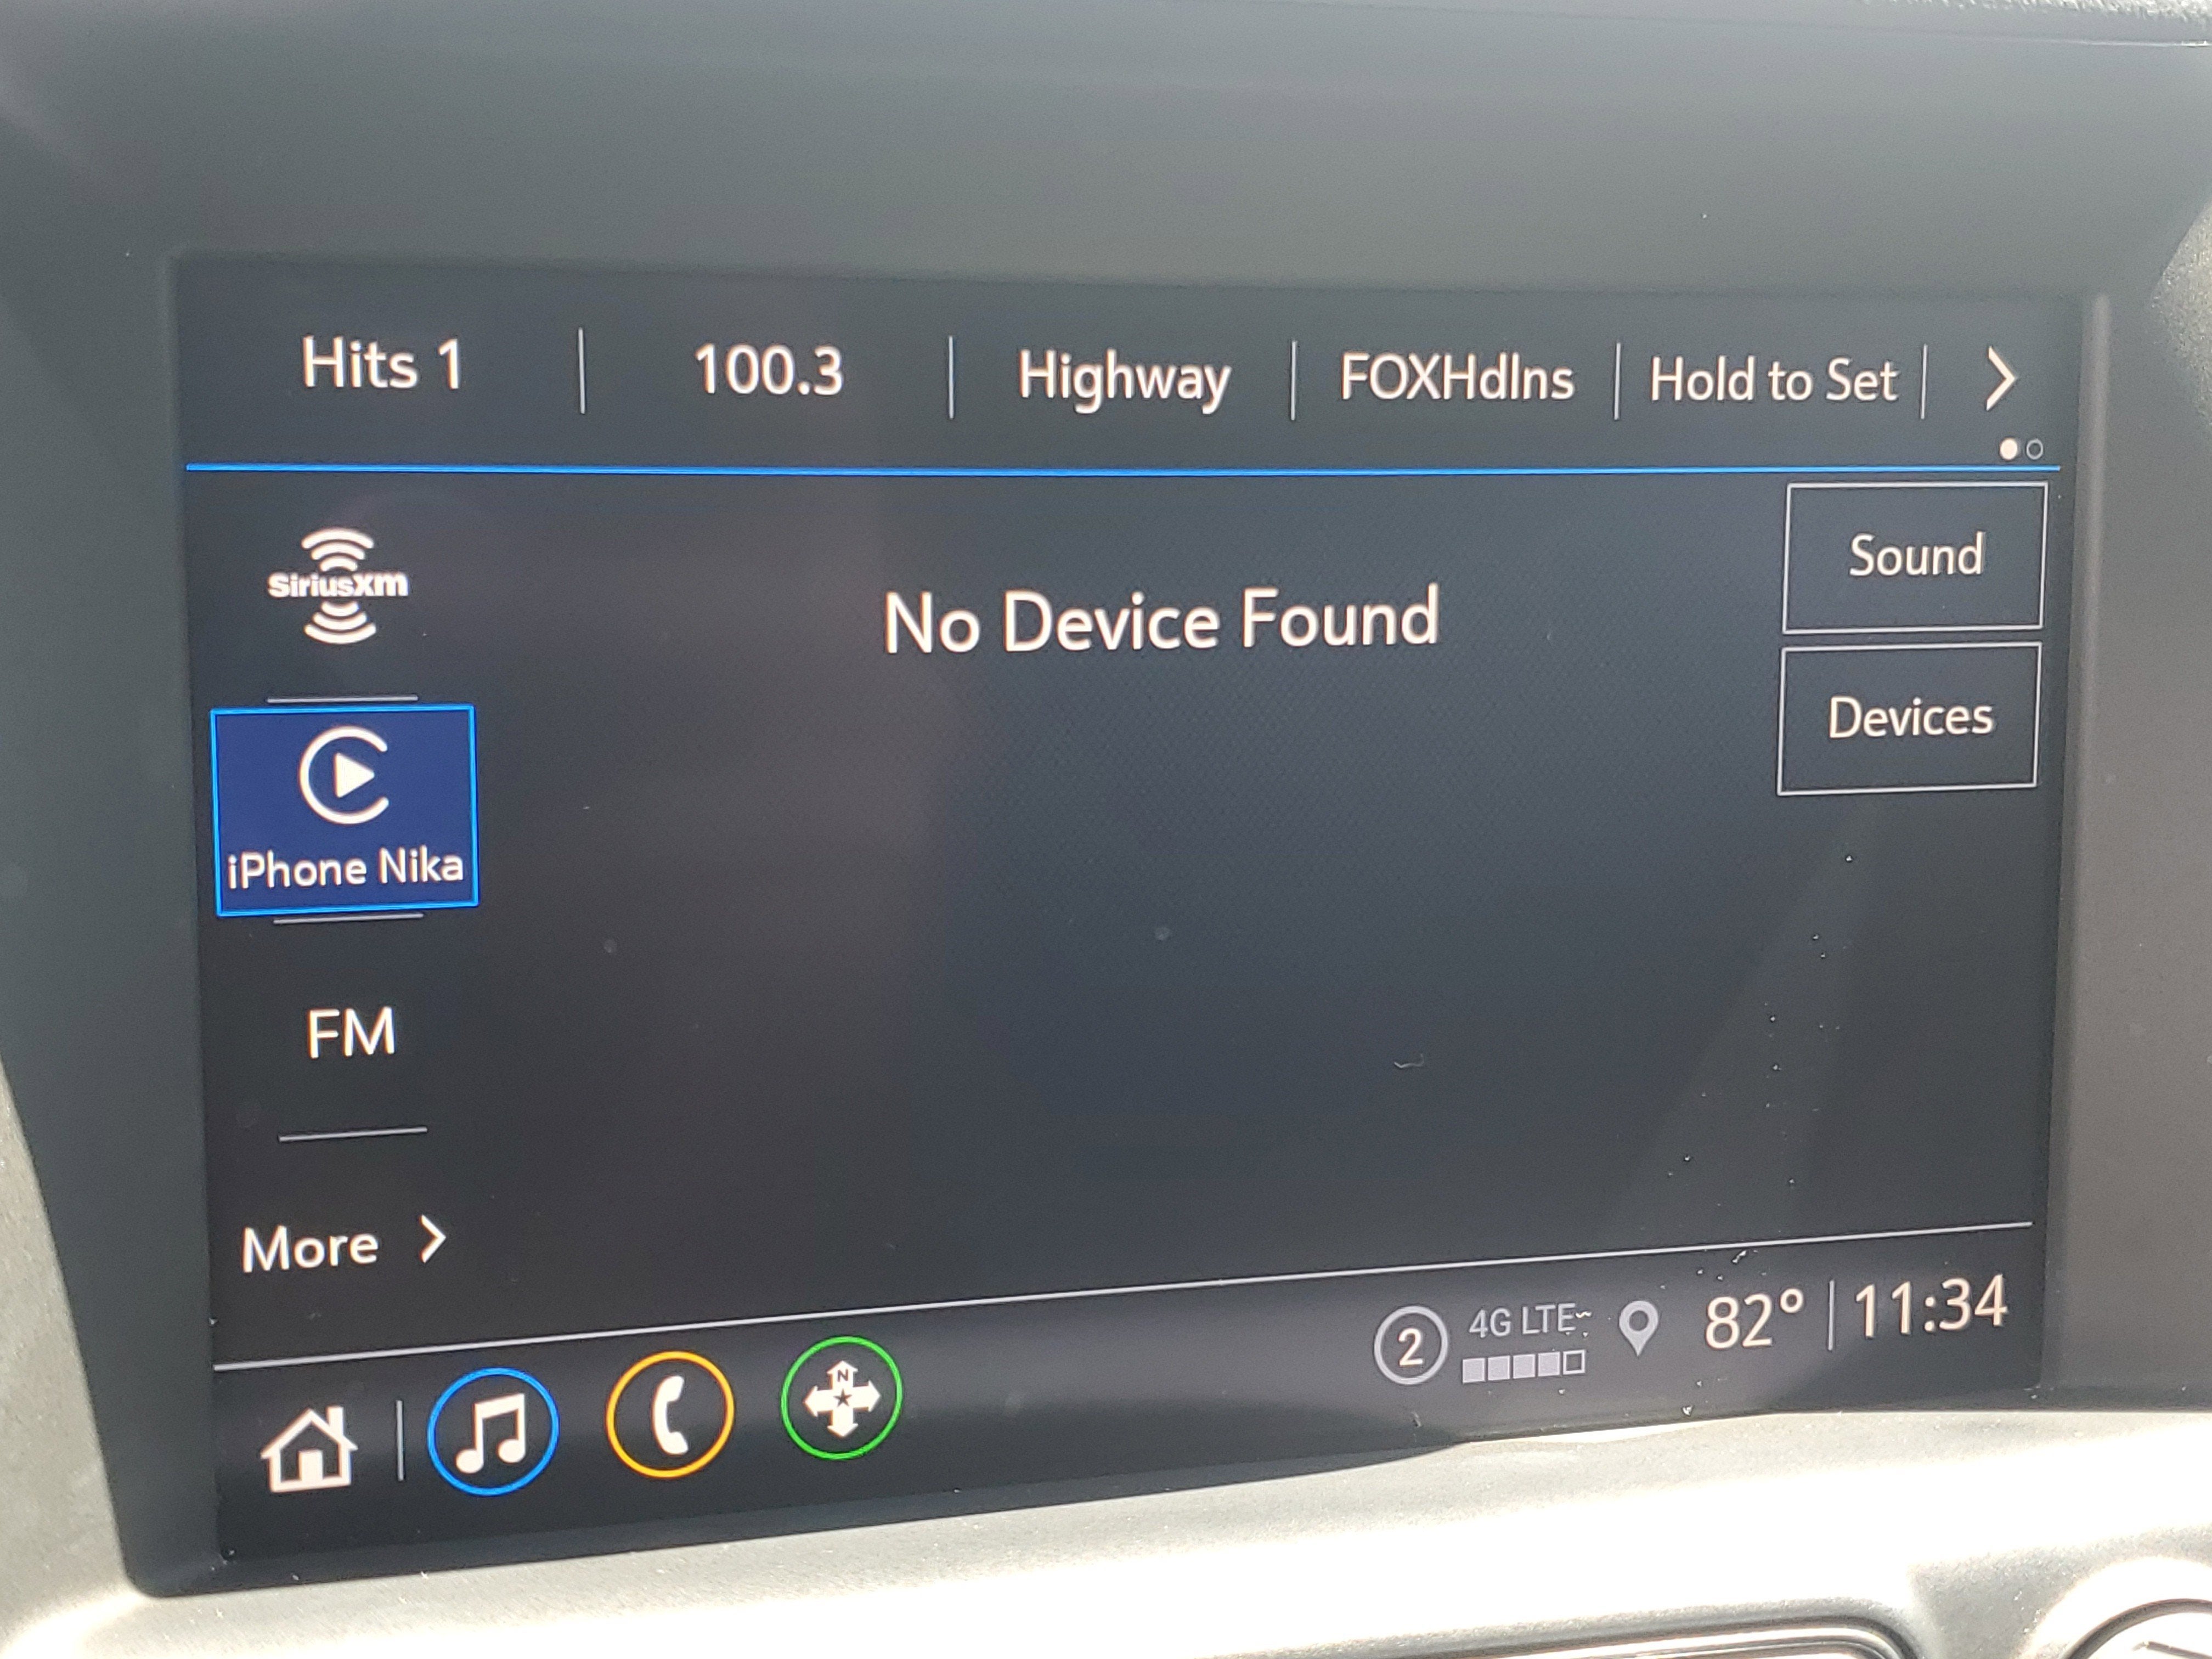 Hits 1 100.3 Highway FOXHdlns Hold to Set
SiriusXM
No Device Found
Sound
Devices
iPhone Nika
FM
More
N
2 4G LTE 82° 11:34